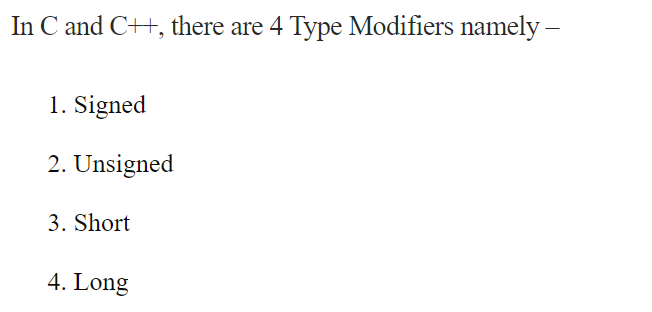 In C and C++, there are 4 Type Modifiers namely –
1. Signed
2. Unsigned
3. Short
4. Long